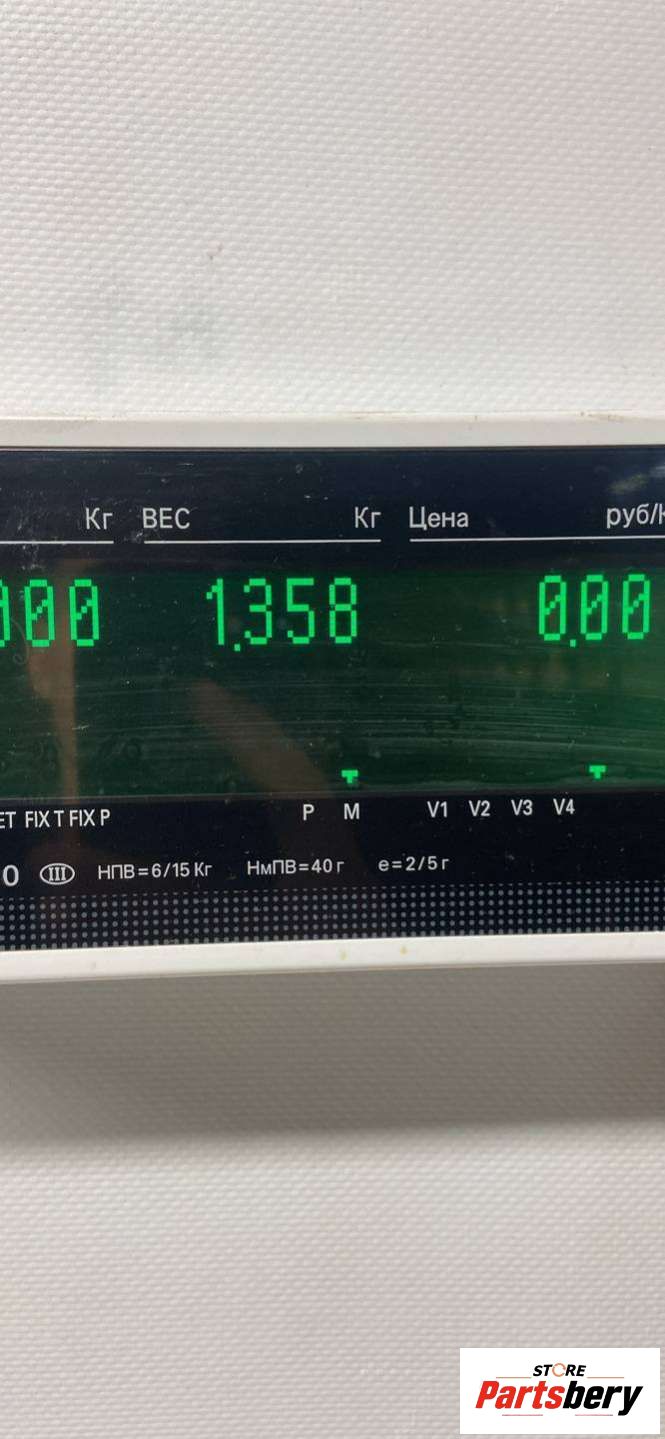 Кг ВЕС Кг Цена руб/К
000 1.358 0.00
ET FIX T FIX P P M V1 V2 V3 V4
0 III НПВ=6/15 Кг НмПВ=40 г е=2/5 г
STORE
Partsbery